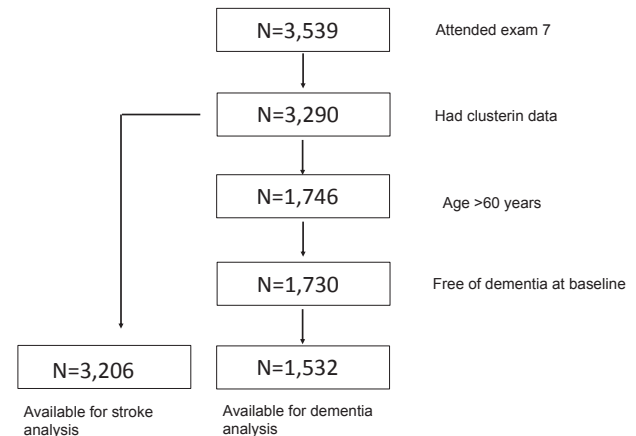 N=3,539
Attended exam 7
N=3,290
Had clusterin data
N=1,746
Age >60 years
N=1,730
Free of dementia at baseline
N=3,206
N=1,532
Available for stroke
analysis
Available for dementia
analysis